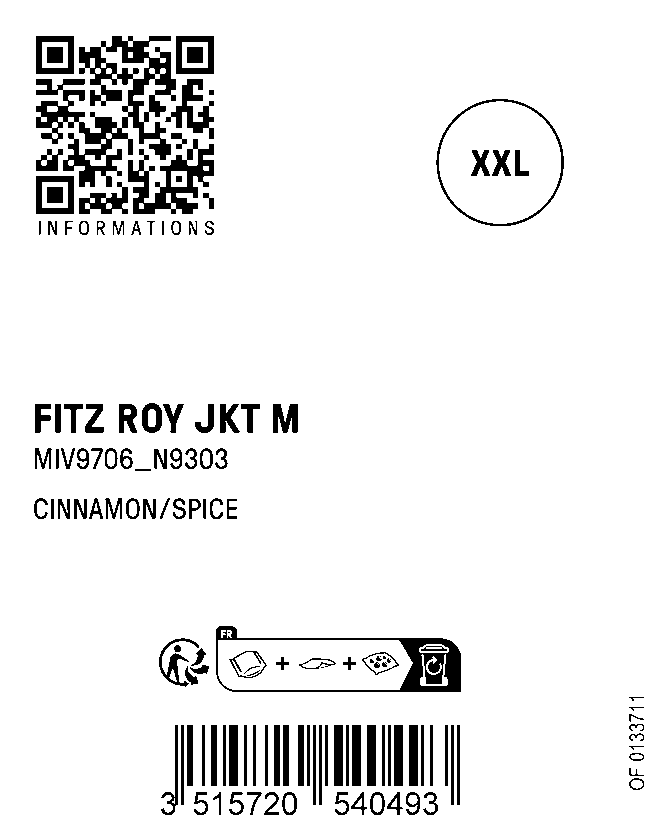 INFORMATIONS
XXL
FITZ ROY JKT M
MIV9706_N9303
CINNAMON/SPICE
FR
3 515720 540493
OF 0133711